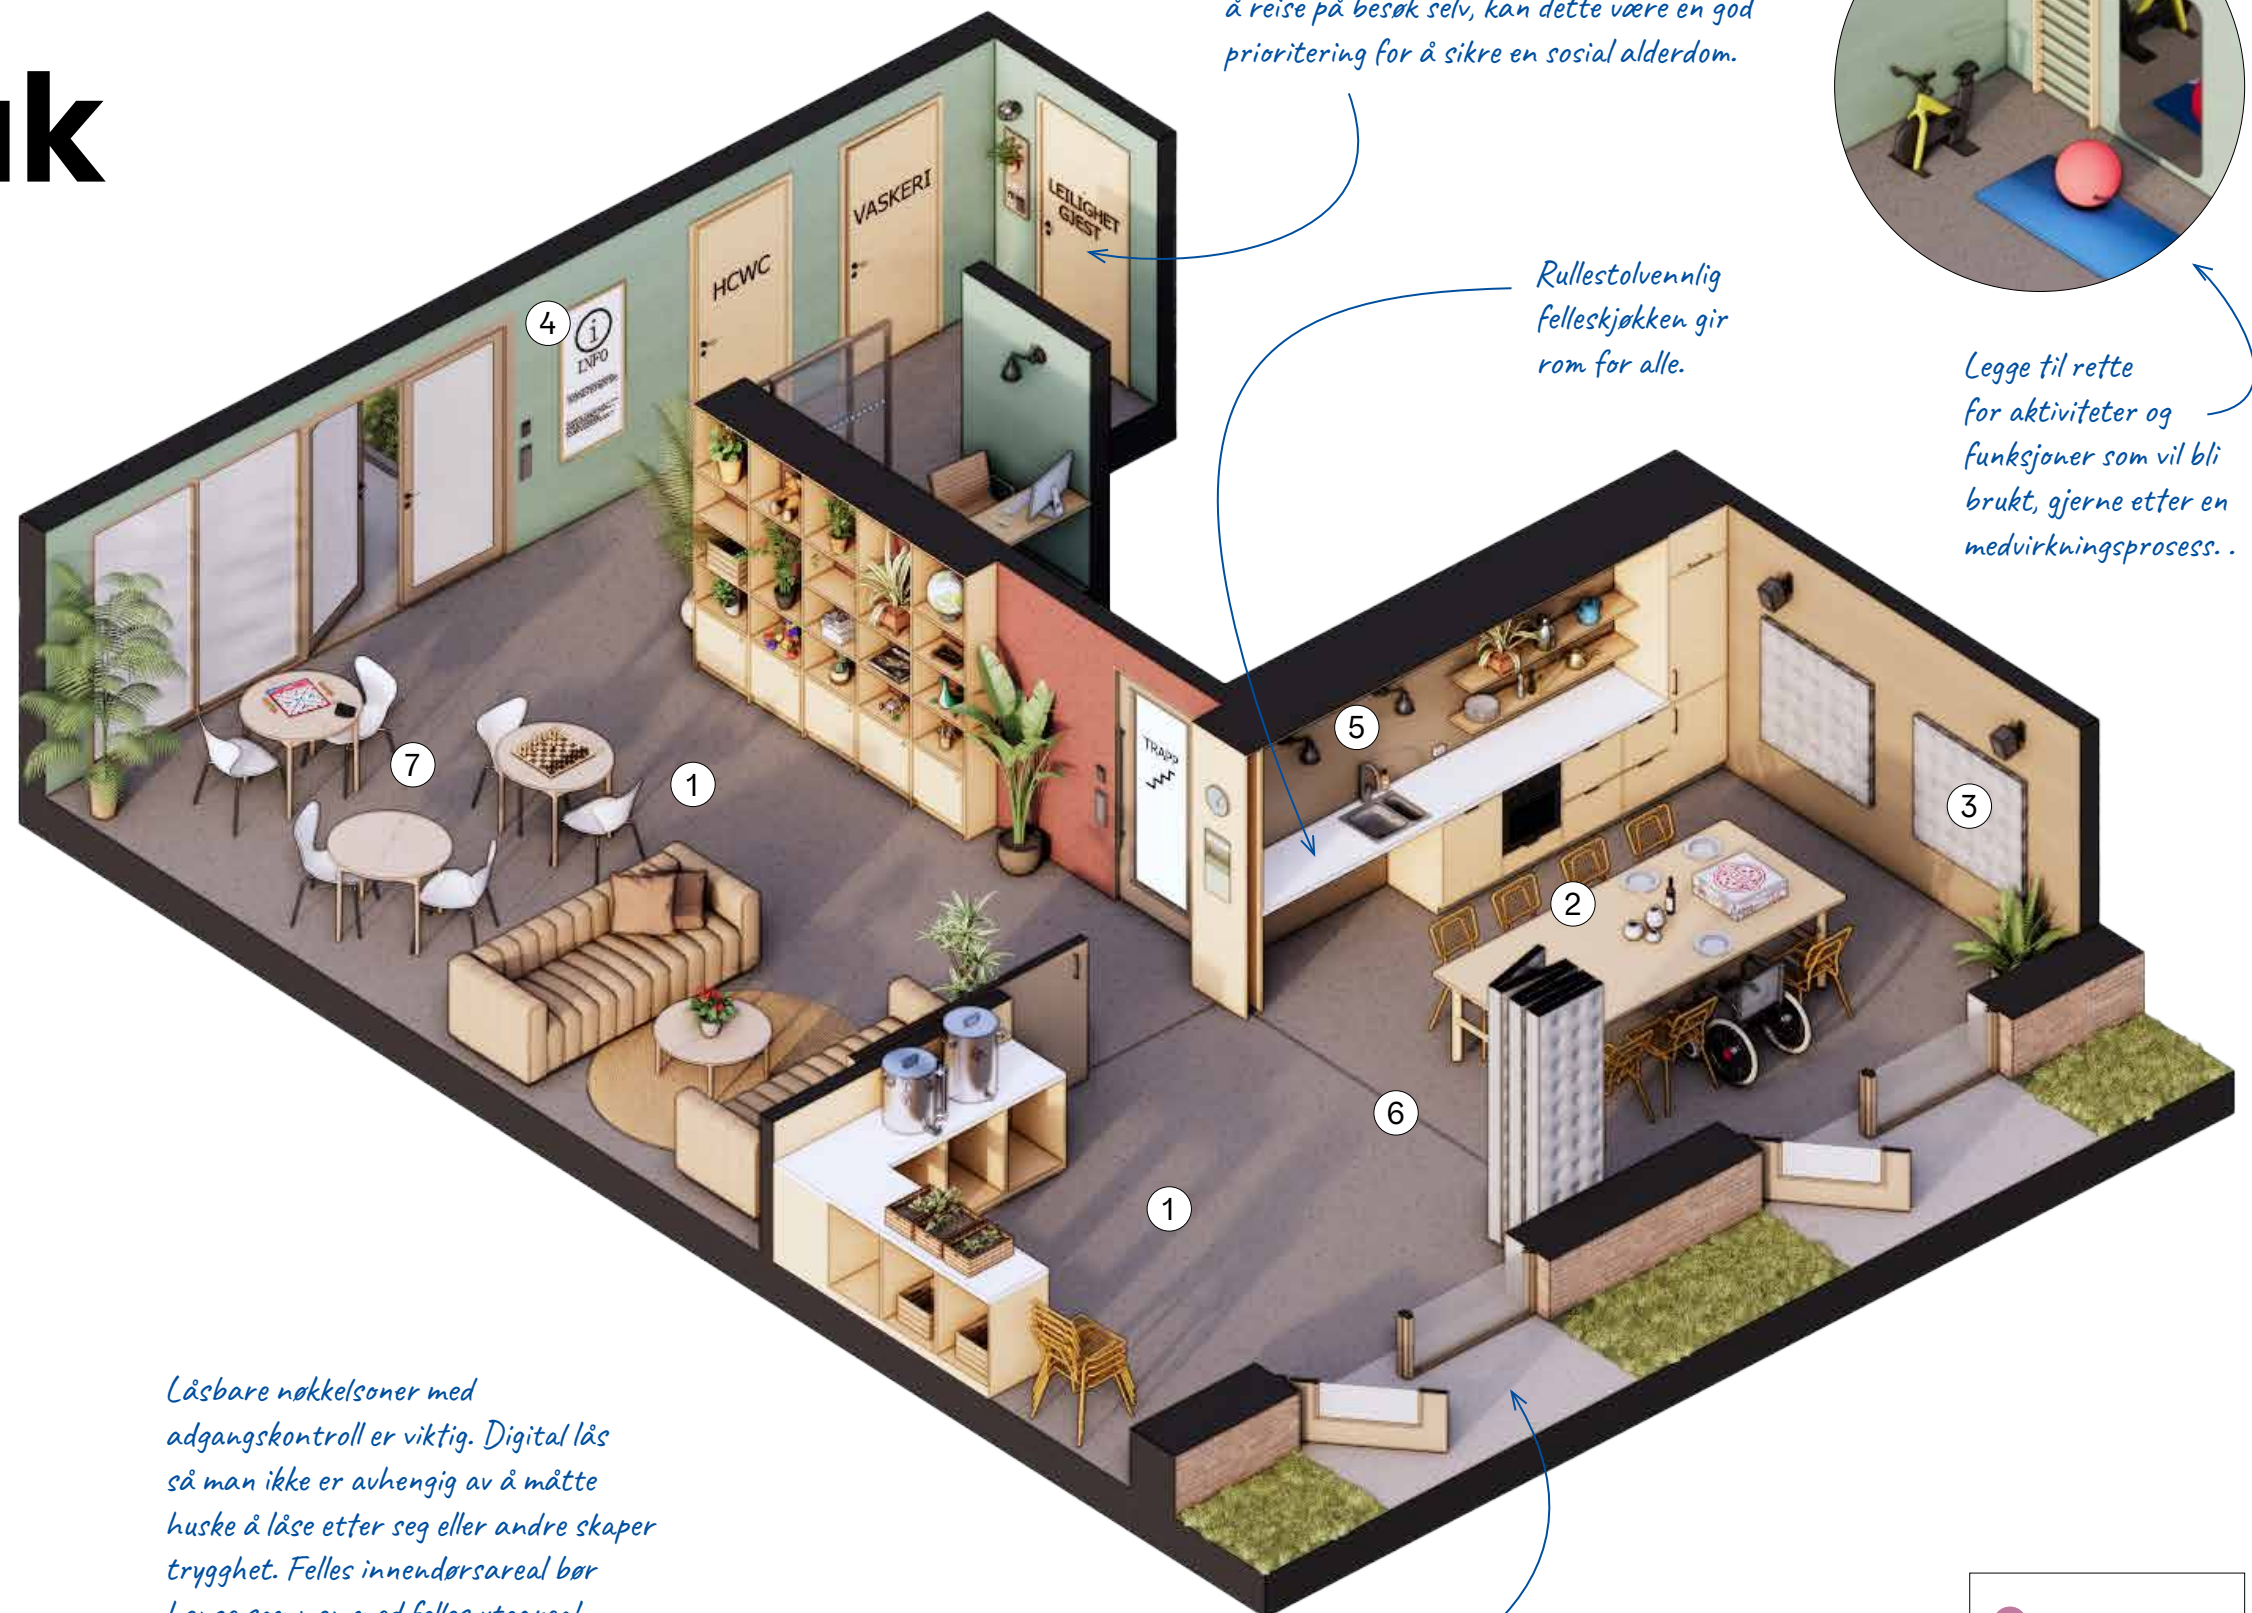 å reise på besøk selv, kan dette være en god
prioritering for å sikre en sosial alderdom.
uk
LEILIGHET
GJEST
VASKERI
HCWC
4
INFO
Rullestolvennlig
felleskjøkken gir
rom for alle.
Legge til rette
for aktiviteter og
funksjoner som vil bli
brukt, gjerne etter en
medvirkningsprosess. .
5
TRAPP
7
1
3
2
6
1
Låsbare nøkkelsoner med
adgangskontroll er viktig. Digital lås
så man ikke er avhengig av å måtte
huske å låse etter seg eller andre skaper
trygghet. Felles innendørsareal bør